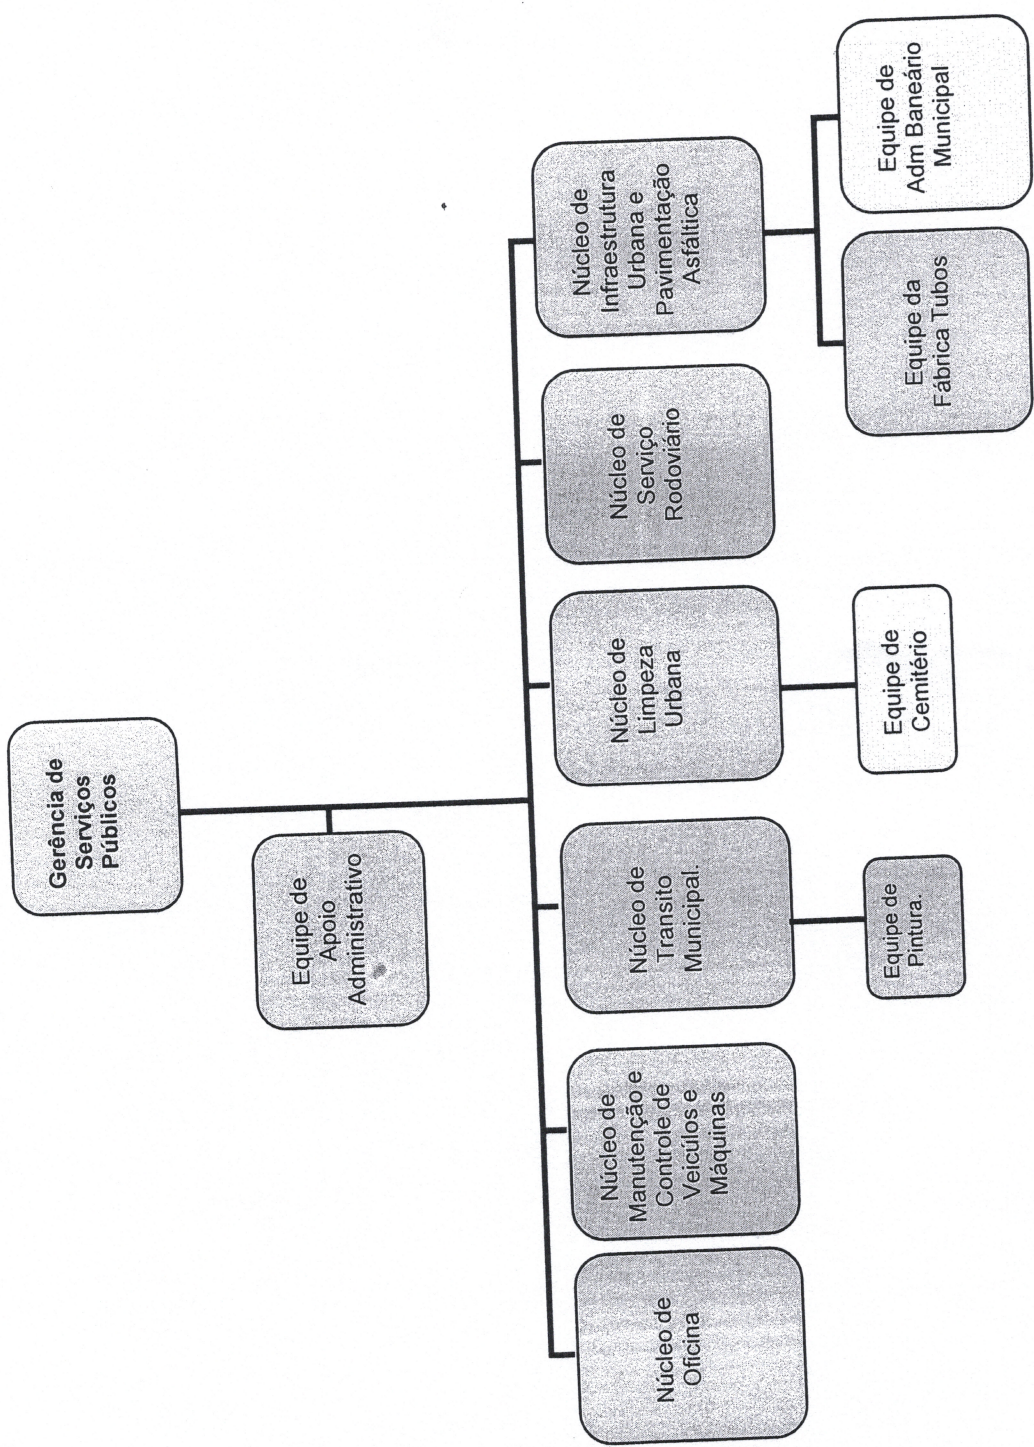 Gerência de
Serviços
Públicos
Equipe de
Apoio
Administrativo
Núcleo de
Oficina
Núcleo de
Manutenção e
Controle de
Veículos e
Máquinas
Núcleo de
Transito
Municipal.
Núcleo de
Limpeza
Urbana
Núcleo de
Serviço
Rodoviário
Núcleo de
Infraestrutura
Urbana e
Pavimentação
Asfáltica
Equipe de
Pintura.
Equipe de
Cemitério
Equipe da
Fábrica Tubos
Equipe de
Adm Baneário
Municipal